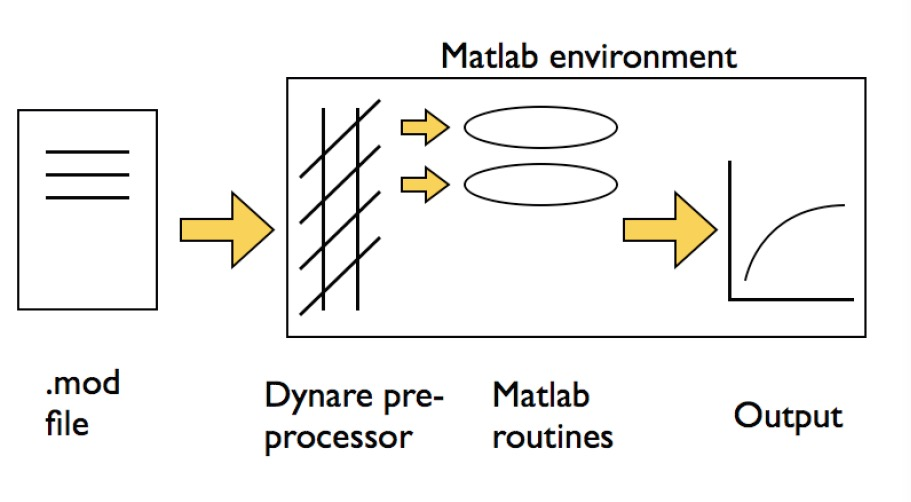 Matlab environment
.mod
file
Dynare pre-
processor
Matlab
routines
Output